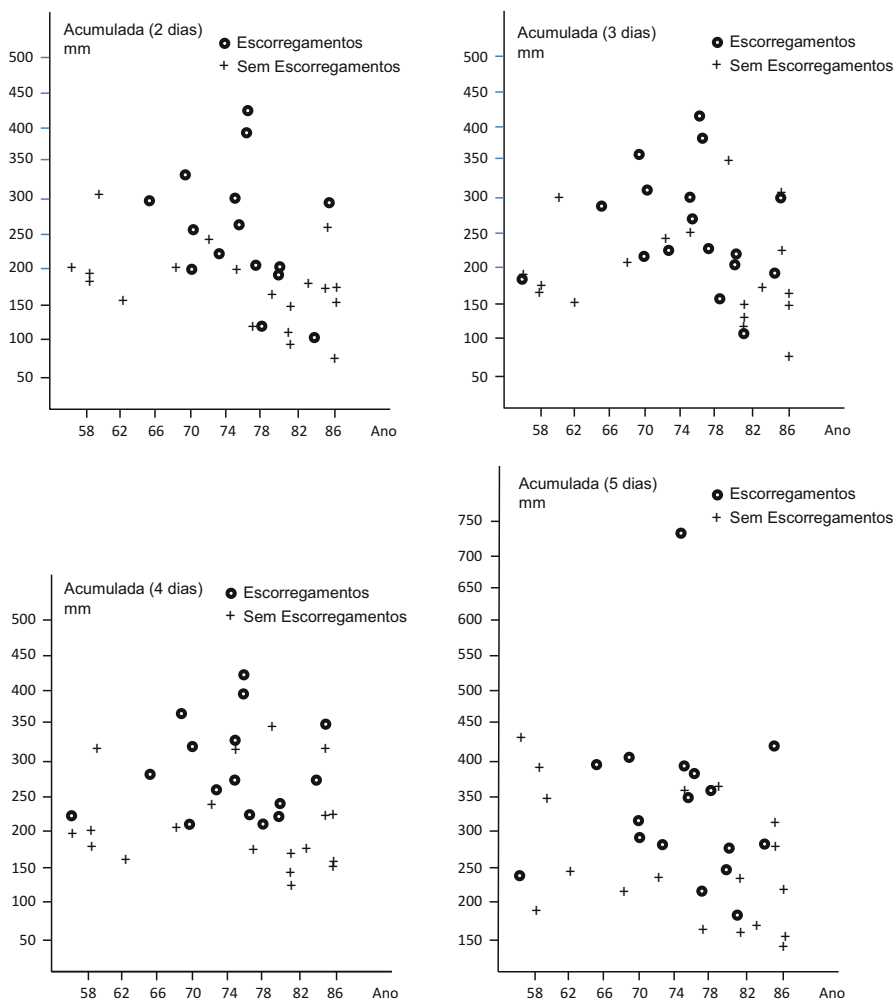 Acumulada (2 dias)
mm
Escorregamentos
+ Sem Escorregamentos
500
450
400
350
300
250
200
150
100
50
58 62 66 70 74 78 82 86 Ano
Acumulada (3 dias)
mm
Escorregamentos
+ Sem Escorregamentos
500
450
400
350
300
250
200
150
100
50
58 62 66 70 74 78 82 86 Ano
Acumulada (4 dias)
mm
Escorregamentos
+ Sem Escorregamentos
500
400
350
300
250
200
150
100
50
58 62 66 70 74 78 82 86 Ano
Acumulada (5 dias)
mm
Escorregamentos
+ Sem Escorregamentos
750
700
650
600
550
500
450
400
350
300
250
200
150
58 62 66 70 74 78 82 86 Ano